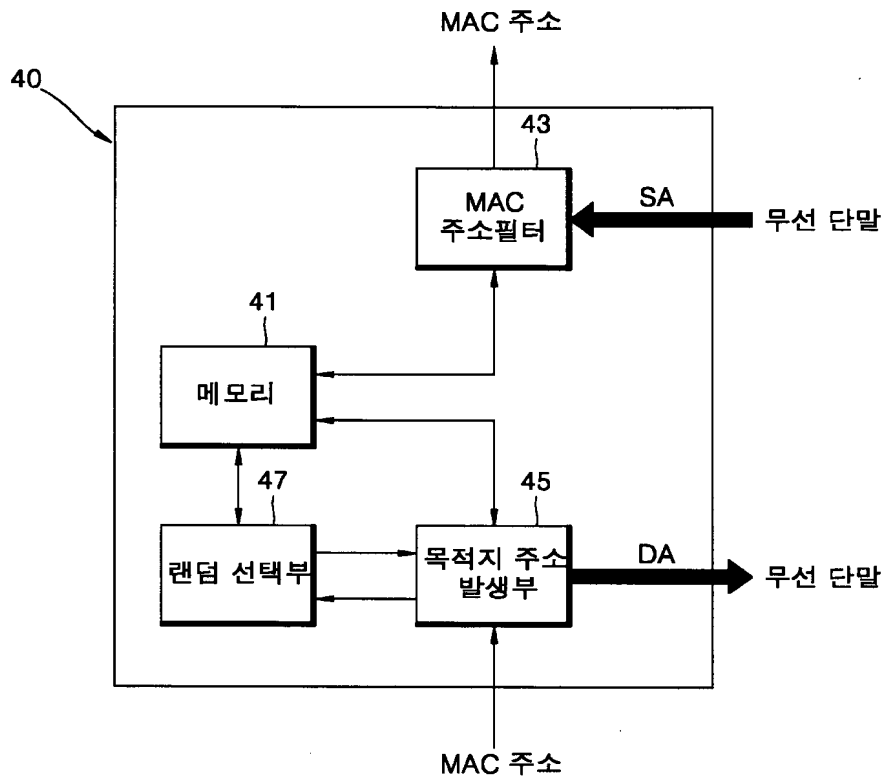 MAC 주소
40
43
MAC
주소필터
SA
무선 단말
41
메모리
47
랜덤 선택부
45
목적지 주소
발생부
DA
무선 단말
MAC 주소